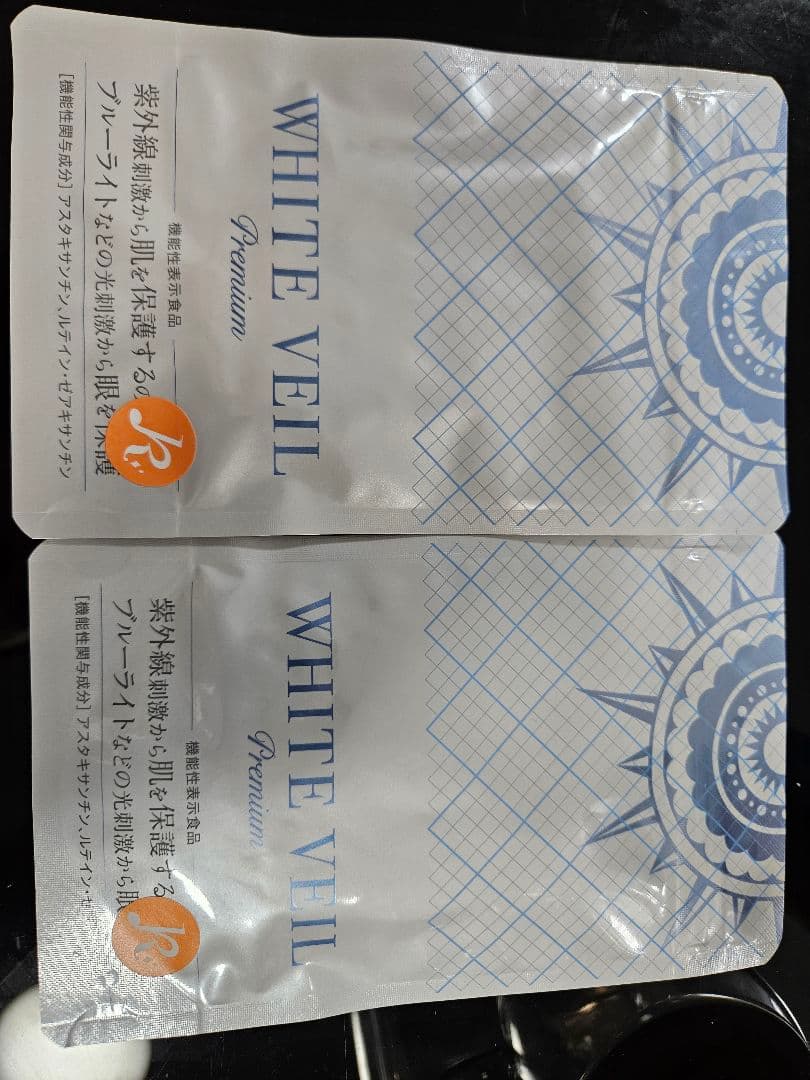 WHITE VEIL
Premium
機能性表示食品
紫外線刺激から肌を保護するの
ブルーライトなどの光刺激から眼を保護
[機能性関与成分] アスタキサンチン、ルテイン・ゼアキサンチン
WHITE VEIL
Premium
機能性表示食品
紫外線刺激から肌を保護する
ブルーライトなどの光刺激から眼
[機能性関与成分] アスタキサンチン、ルテイン・ゼ